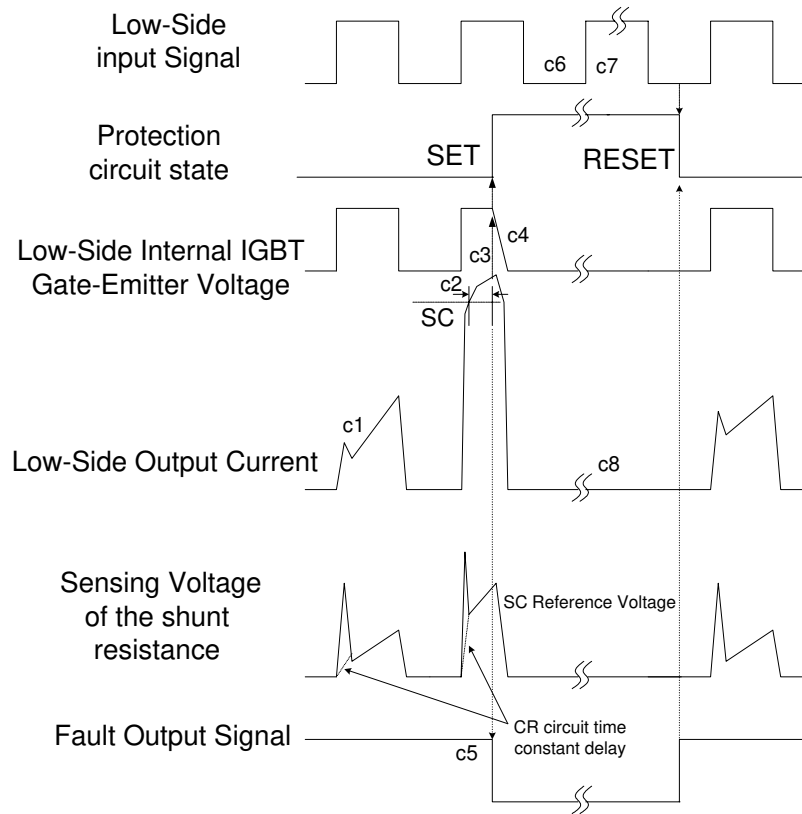 Low-Side
input Signal
c6
c7
Protection
circuit state
SET
RESET
Low-Side Internal IGBT
Gate-Emitter Voltage
c3
c4
c2
SC
c1
Low-Side Output Current
c8
Sensing Voltage
of the shunt
resistance
SC Reference Voltage
Fault Output Signal
c5
CR circuit time
constant delay